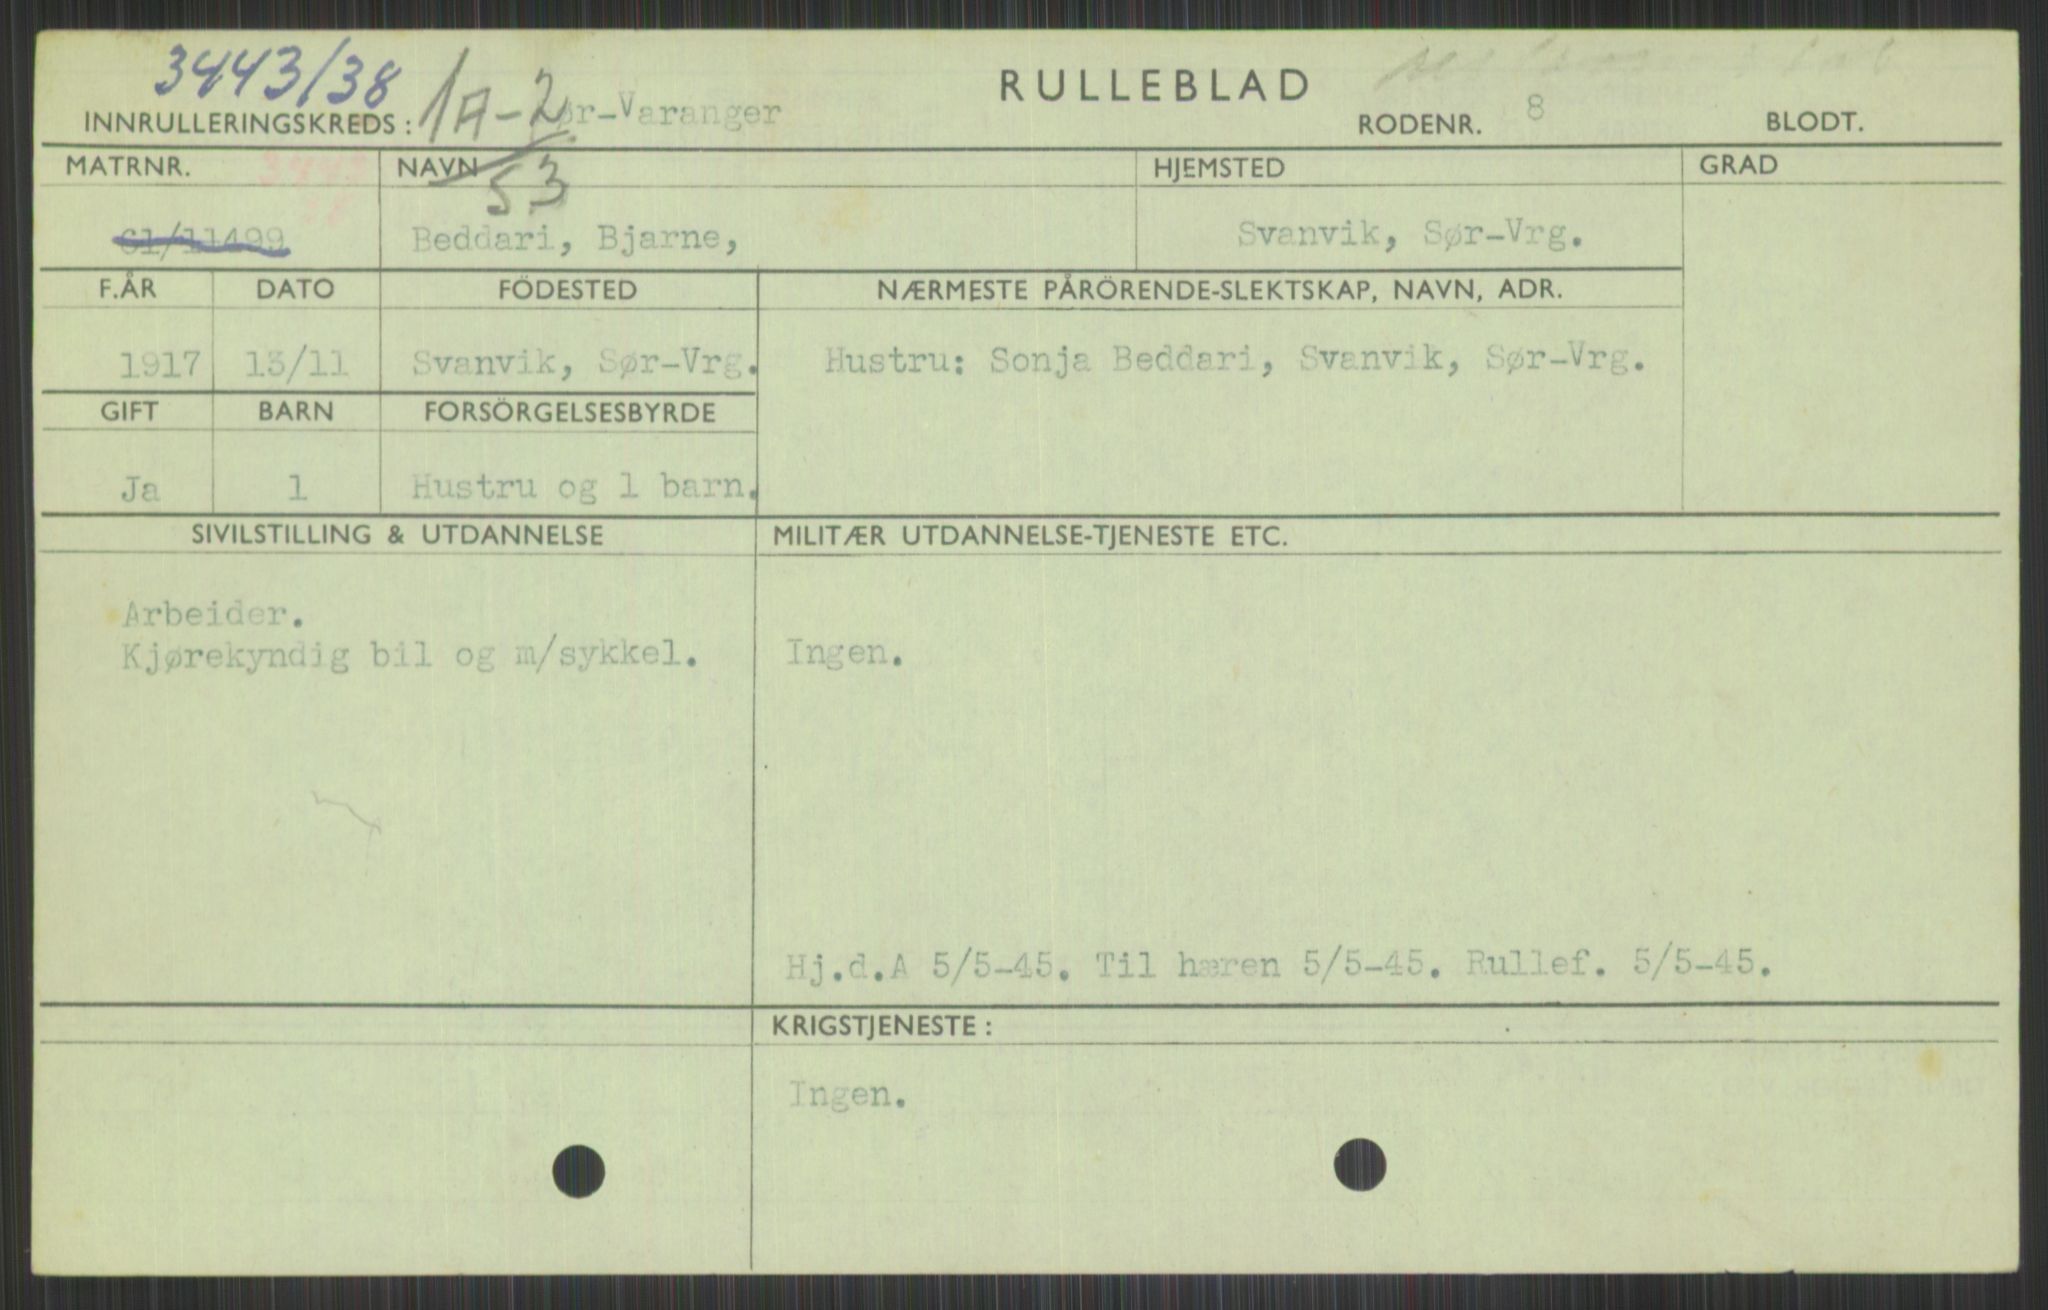 3443/38
RULLEBLAD
INNRULLERINGSKREDS: 1A-2 ør-Varanger RODENR. 8 BLODT.
MATRNR. NAVN HJEMSTED GRAD
53
61/11499 Beddari, Bjarne, Svanvik, Sør-Vrg.
F.ÅR DATO FÖDESTED NÆRMESTE PÅRÖRENDE-SLEKTSKAP, NAVN, ADR.
1917 13/11 Svanvik, Sør-Vrg. Hustru: Sonja Beddari, Svanvik, Sør-Vrg.
GIFT BARN FORSÖRGELSESBYRDE
Ja 1 Hustru og 1 barn.
SIVILSTILLING & UTDANNELSE MILITÆR UTDANNELSE-TJENESTE ETC.
Arbeider.
Kjørekyndig bil og m/sykkel. Ingen.
Hj.d.A 5/5-45. Til hæren 5/5-45. Rullef. 5/5-45.
KRIGSTJENESTE:
Ingen.